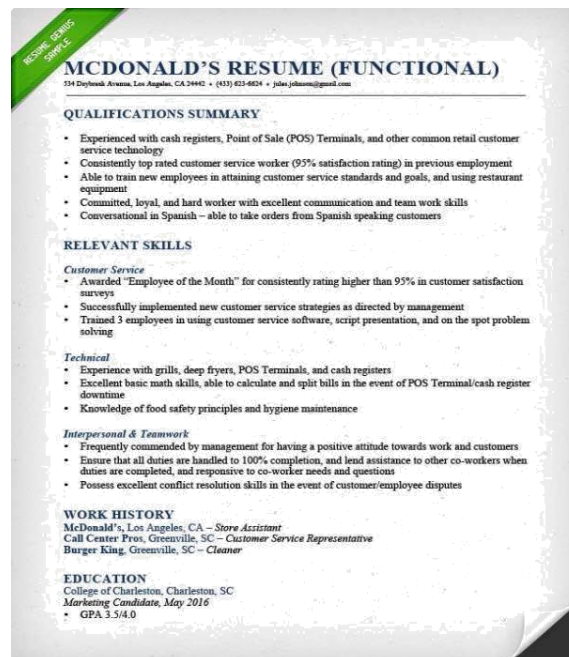 RESUME GENIUS
SAMPLE
MCDONALD'S RESUME (FUNCTIONAL)
534 Daybreak Avenue, Los Angeles, CA 24442 • (433) 623-6624 • jules.johnson@gmail.com
QUALIFICATIONS SUMMARY
• Experienced with cash registers, Point of Sale (POS) Terminals, and other common retail customer
service technology
• Consistently top rated customer service worker (95% satisfaction rating) in previous employment
• Able to train new employees in attaining customer service standards and goals, and using restaurant
equipment
• Committed, loyal, and hard worker with excellent communication and team work skills
• Conversational in Spanish – able to take orders from Spanish speaking customers
RELEVANT SKILLS
Customer Service
• Awarded "Employee of the Month" for consistently rating higher than 95% in customer satisfaction
surveys
• Successfully implemented new customer service strategies as directed by management
• Trained 3 employees in using customer service software, script presentation, and on the spot problem
solving
Technical
• Experience with grills, deep fryers, POS Terminals, and cash registers
• Excellent basic math skills, able to calculate and split bills in the event of POS Terminal/cash register
downtime
• Knowledge of food safety principles and hygiene maintenance
Interpersonal & Teamwork
• Frequently commended by management for having a positive attitude towards work and customers
• Ensure that all duties are handled to 100% completion, and lend assistance to other co-workers when
duties are completed, and responsive to co-worker needs and questions
• Possess excellent conflict resolution skills in the event of customer/employee disputes
WORK HISTORY
McDonald's, Los Angeles, CA – Store Assistant
Call Center Pros, Greenville, SC – Customer Service Representative
Burger King, Greenville, SC – Cleaner
EDUCATION
College of Charleston, Charleston, SC
Marketing Candidate, May 2016
• GPA 3.5/4.0